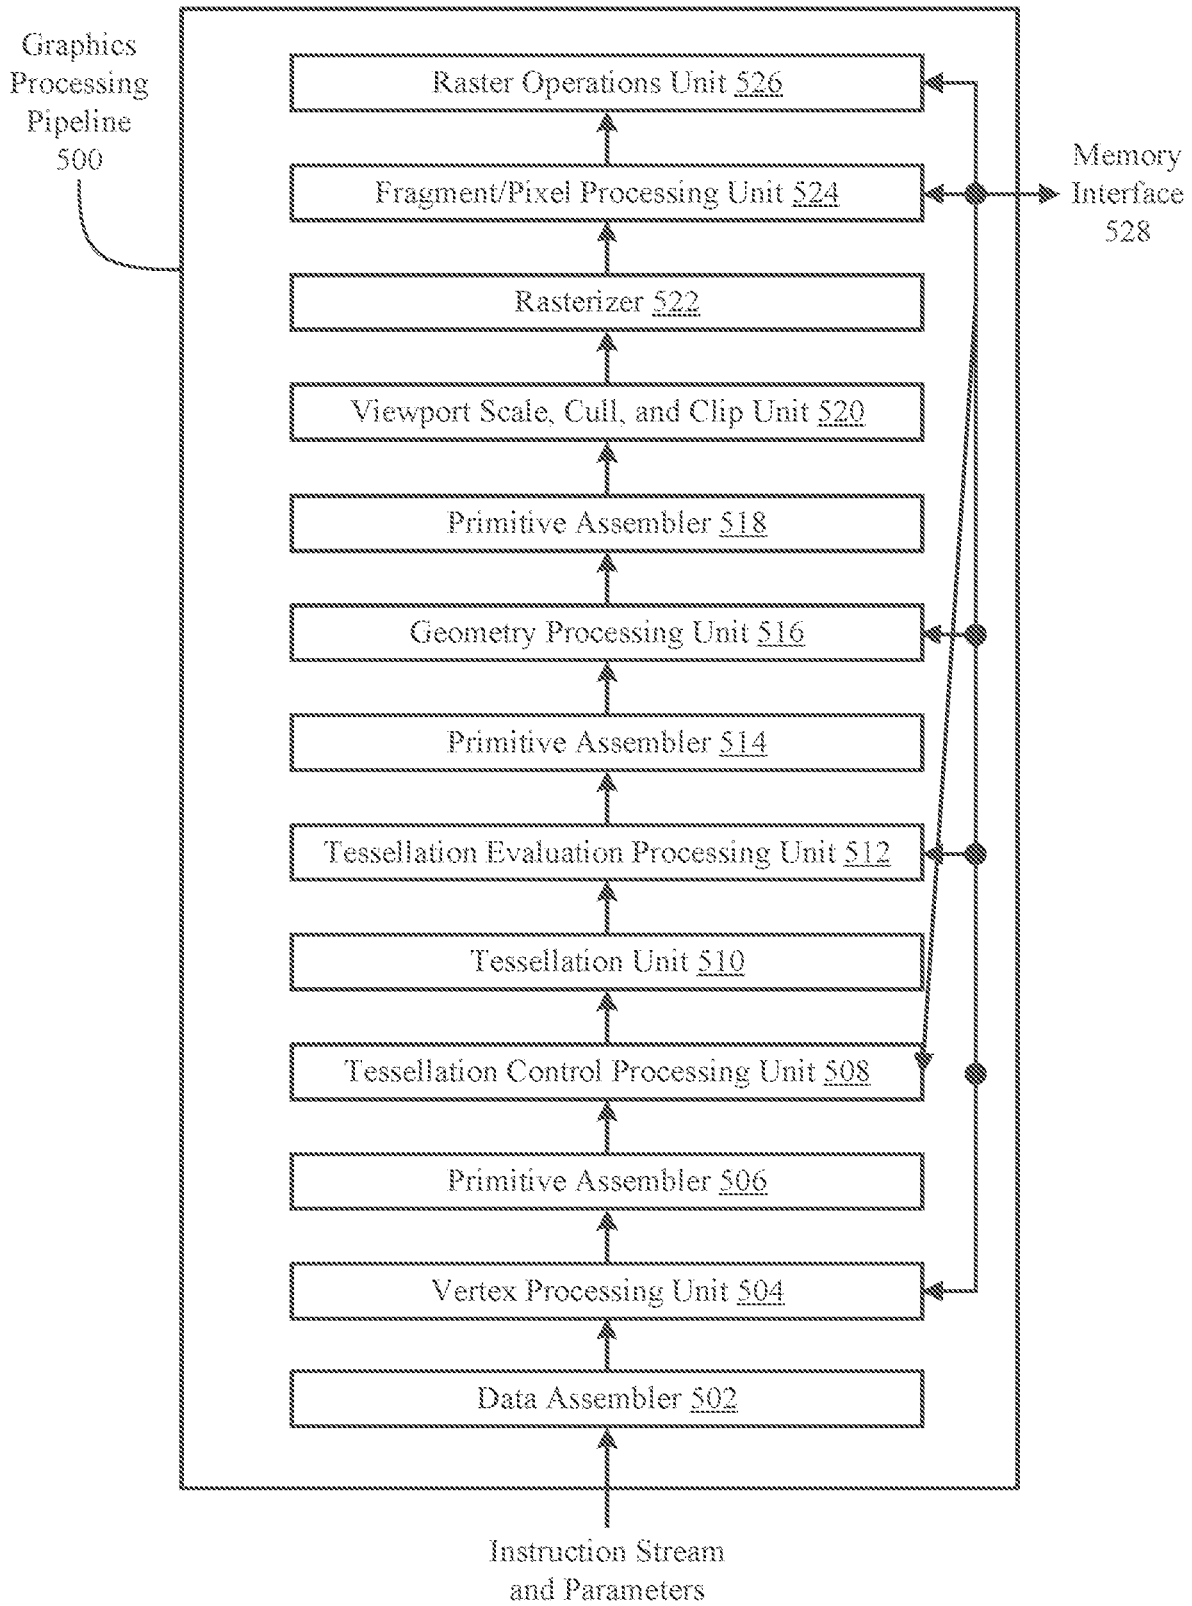 Graphics
Processing
Pipeline
500
Raster Operations Unit 526
Fragment/Pixel Processing Unit 524
Memory
Interface
528
Rasterizer 522
Viewport Scale, Cull, and Clip Unit 520
Primitive Assembler 518
Geometry Processing Unit 516
Primitive Assembler 514
Tessellation Evaluation Processing Unit 512
Tessellation Unit 510
Tessellation Control Processing Unit 508
Primitive Assembler 506
Vertex Processing Unit 504
Data Assembler 502
Instruction Stream
and Parameters